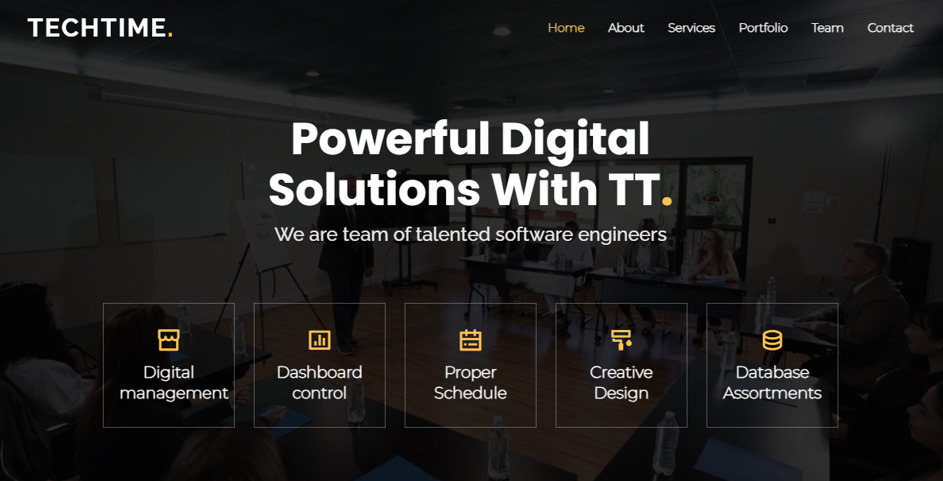 TECHTIME.
Home About Services Portfolio Team Contact
Powerful Digital
Solutions With TT.
We are team of talented software engineers
Digital
management
Dashboard
control
Proper
Schedule
Creative
Design
Database
Assortments